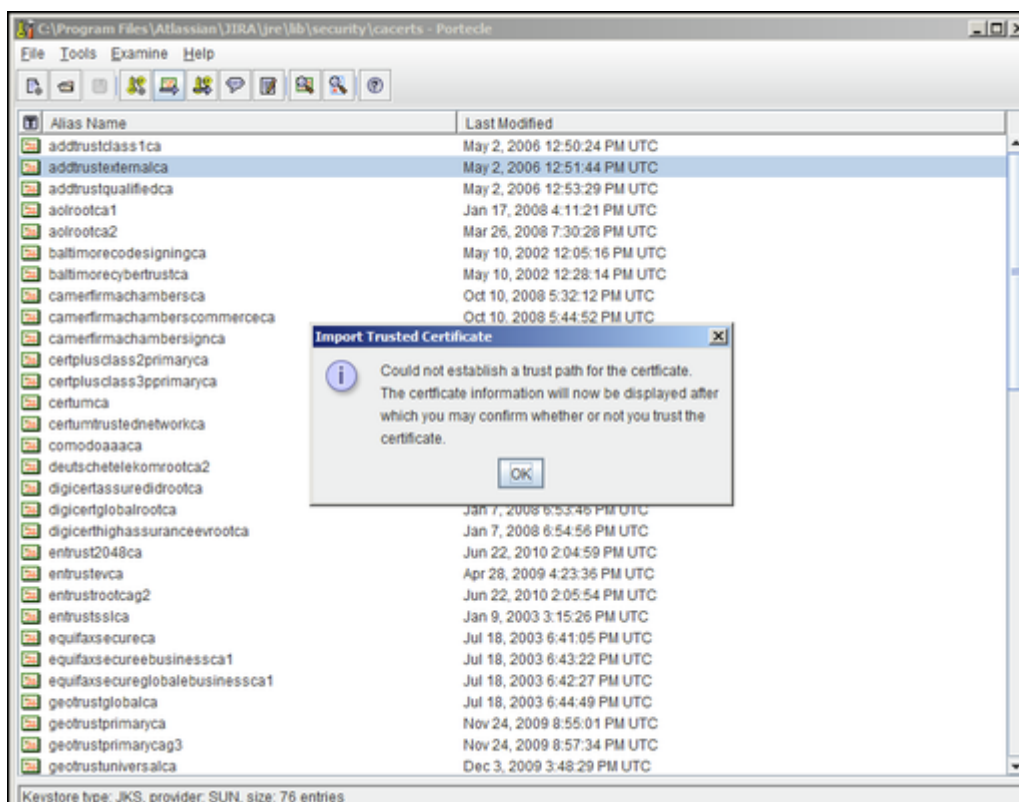 C:\Program Files\Atlassian\JIRA\jre\lib\security\cacerts - Portecle
File Tools Examine Help
Alias Name Last Modified
addtrustclass1ca May 2, 2006 12:50:24 PM UTC
addtrustexternalca May 2, 2006 12:51:44 PM UTC
addtrustqualifiedca May 2, 2006 12:53:29 PM UTC
aolrootca1 Jan 17, 2008 4:11:21 PM UTC
aolrootca2 Mar 26, 2008 7:30:28 PM UTC
baltimorecodesigningca May 10, 2002 12:05:16 PM UTC
baltimorecybertrustca May 10, 2002 12:28:14 PM UTC
camerfirmachambersca Oct 10, 2008 5:32:12 PM UTC
camerfirmachamberscommerceca Oct 10, 2008 5:44:52 PM UTC
camerfirmachambersignca
certplusclass2primaryca
certplusclass3pprimaryca
certumca
certumtrustednetworkca
comodoaaaca
deutschetelekomrootca2
digicertassuredidrootca
Import Trusted Certificate
Could not establish a trust path for the certficate.
The certficate information will now be displayed after
which you may confirm whether or not you trust the
certificate.
OK
digicertglobalrootca Jan 7, 2008 6:53:46 PM UTC
digicerthighassuranceevrootca Jan 7, 2008 6:54:56 PM UTC
entrust2048ca Jun 22, 2010 2:04:59 PM UTC
entrustevca Apr 28, 2009 4:23:36 PM UTC
entrustrootcag2 Jun 22, 2010 2:05:54 PM UTC
entrustsslca Jan 9, 2003 3:15:26 PM UTC
equifaxsecureca Jul 18, 2003 6:41:05 PM UTC
equifaxsecureebusinessca1 Jul 18, 2003 6:43:22 PM UTC
equifaxsecureglobalebusinessca1 Jul 18, 2003 6:42:27 PM UTC
geotrustglobalca Jul 18, 2003 6:44:49 PM UTC
geotrustprimaryca Nov 24, 2009 8:55:01 PM UTC
geotrustprimarycag3 Nov 24, 2009 8:57:34 PM UTC
geotrustuniversalca Dec 3, 2009 3:48:29 PM UTC
Keystore type: JKS, provider: SUN, size: 76 entries